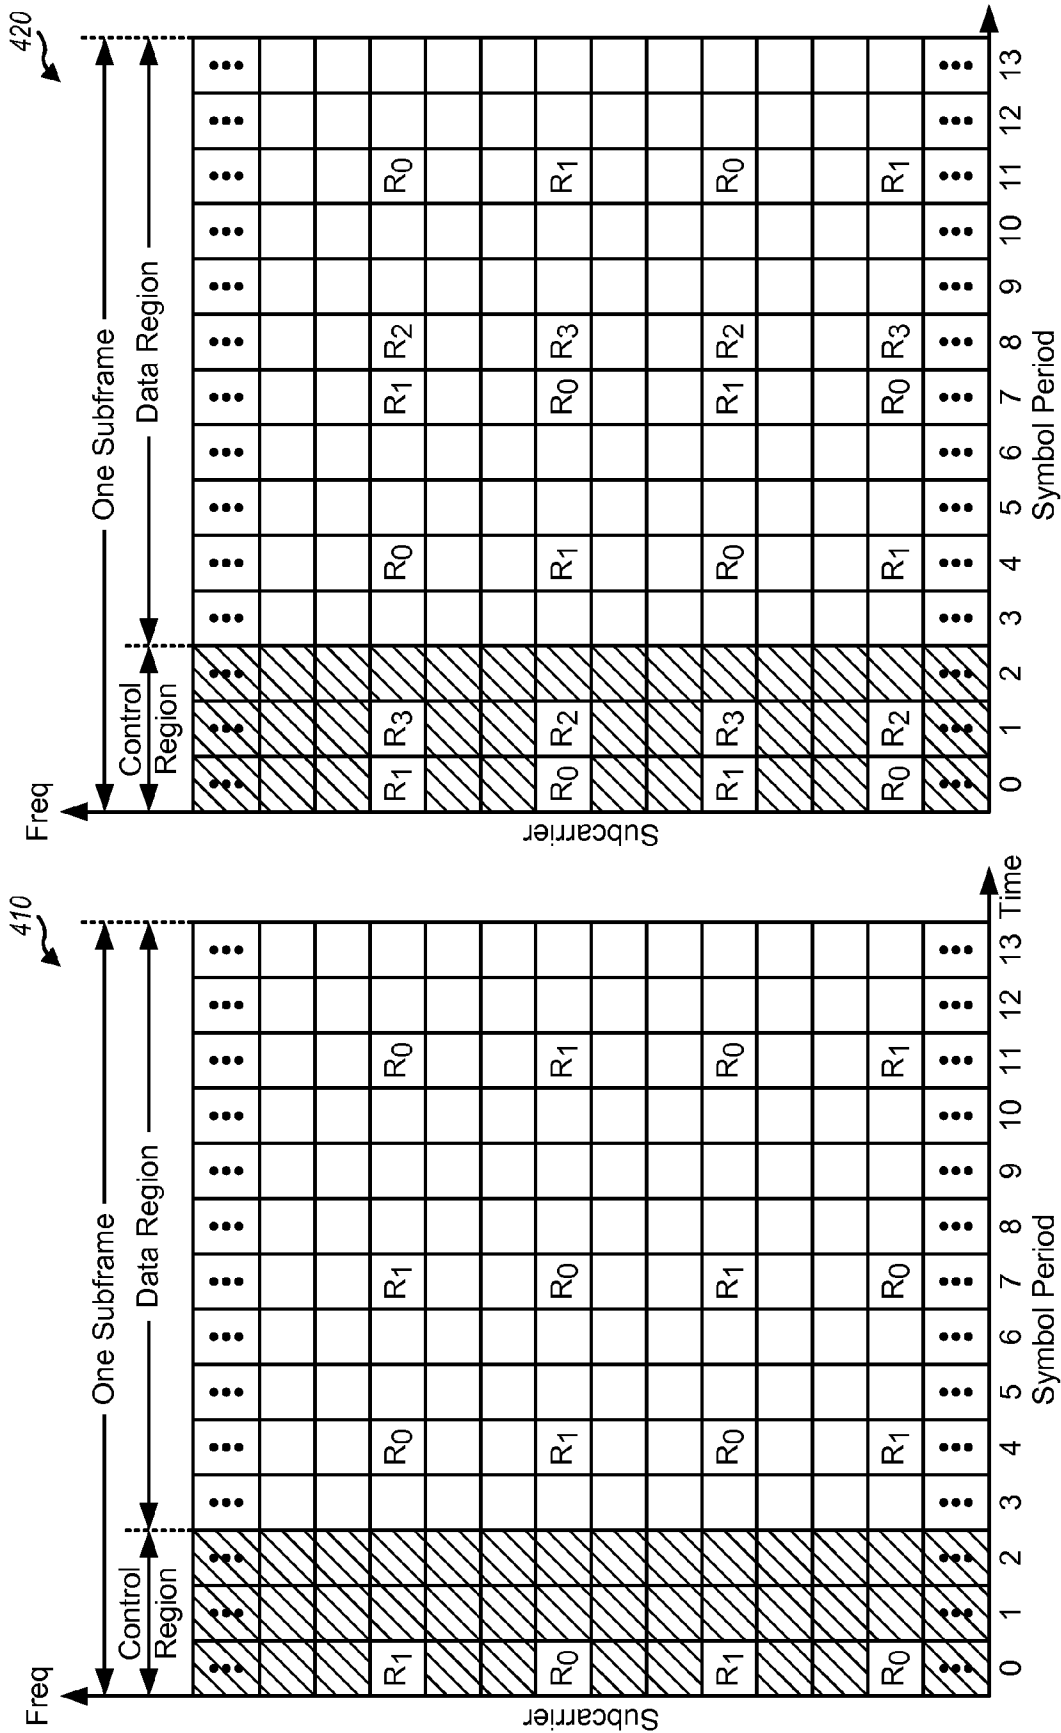 410
Freq
One Subframe
Control Region
Data Region
Subcarrier
... ... ... ... ... ... ... ... ... ... ... ... ... ...
R1 R0 R1 R0
R0 R1 R0 R1
R1 R0 R1 R0
R0 R1 R0 R1
... ... ... ... ... ... ... ... ... ... ... ... ... ...
0 1 2 3 4 5 6 7 8 9 10 11 12 13
Time
Symbol Period
420
Freq
One Subframe
Control Region
Data Region
Subcarrier
... ... ... ... ... ... ... ... ... ... ... ... ... ...
R1 R3 R0 R1 R2 R0
R0 R2 R1 R0 R3 R1
R1 R3 R0 R1 R2 R0
R0 R2 R1 R0 R3 R1
... ... ... ... ... ... ... ... ... ... ... ... ... ...
0 1 2 3 4 5 6 7 8 9 10 11 12 13
Symbol Period